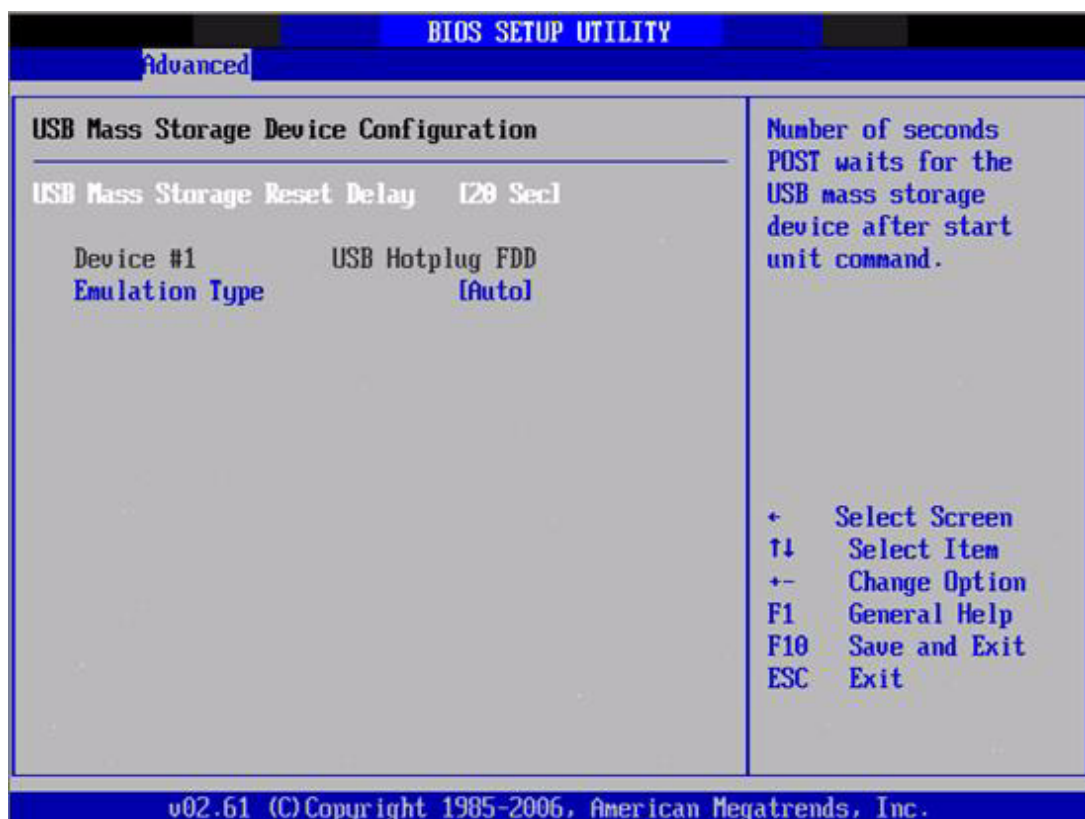 BIOS SETUP UTILITY
Advanced
USB Mass Storage Device Configuration
USB Mass Storage Reset Delay [20 Sec]
Device #1 USB Hotplug FDD
Emulation Type [Auto]
Number of seconds
POST waits for the
USB mass storage
device after start
unit command.
← Select Screen
↑↓ Select Item
+- Change Option
F1 General Help
F10 Save and Exit
ESC Exit
v02.61 (C)Copyright 1985-2006, American Megatrends, Inc.